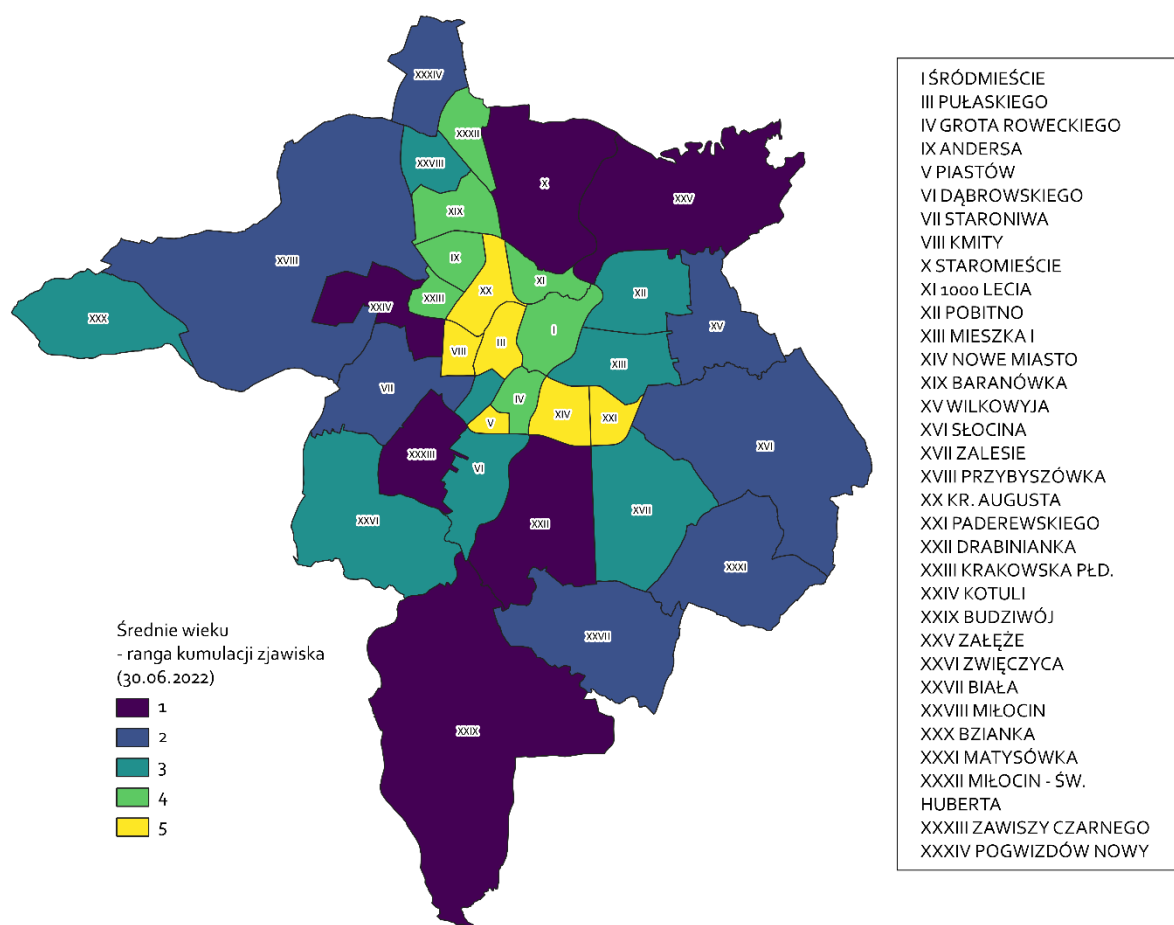 XXXIV
XXXII
XXVIII
X
XXV
XIX
IX
XVIII
XX
XI
XII
XXIII
XXIV
XXX
I
XV
III
VIII
XIII
VII
IV
XIV
XXI
V
XVI
XXXIII
VI
XXVI
XXII
XVII
XXXI
XXVII
XXIX
Średnie wieku
- ranga kumulacji zjawiska
(30.06.2022)
1
2
3
4
5
I ŚRÓDMIEŚCIE
III PUŁASKIEGO
IV GROTA ROWECKIEGO
IX ANDERSA
V PIASTÓW
VI DĄBROWSKIEGO
VII STARONIWA
VIII KMITY
X STAROMIEŚCIE
XI 1000 LECIA
XII POBITNO
XIII MIESZKA I
XIV NOWE MIASTO
XIX BARANÓWKA
XV WILKOWYJA
XVI SŁOCINA
XVII ZALESIE
XVIII PRZYBYSZÓWKA
XX KR. AUGUSTA
XXI PADEREWSKIEGO
XXII DRABINIANKA
XXIII KRAKOWSKA PŁD.
XXIV KOTULI
XXIX BUDZIWÓJ
XXV ZAŁĘŻE
XXVI ZWIĘCZYCA
XXVII BIAŁA
XXVIII MIŁOCIN
XXX BZIANKA
XXXI MATYSÓWKA
XXXII MIŁOCIN - ŚW.
HUBERTA
XXXIII ZAWISZY CZARNEGO
XXXIV POGWIZDÓW NOWY